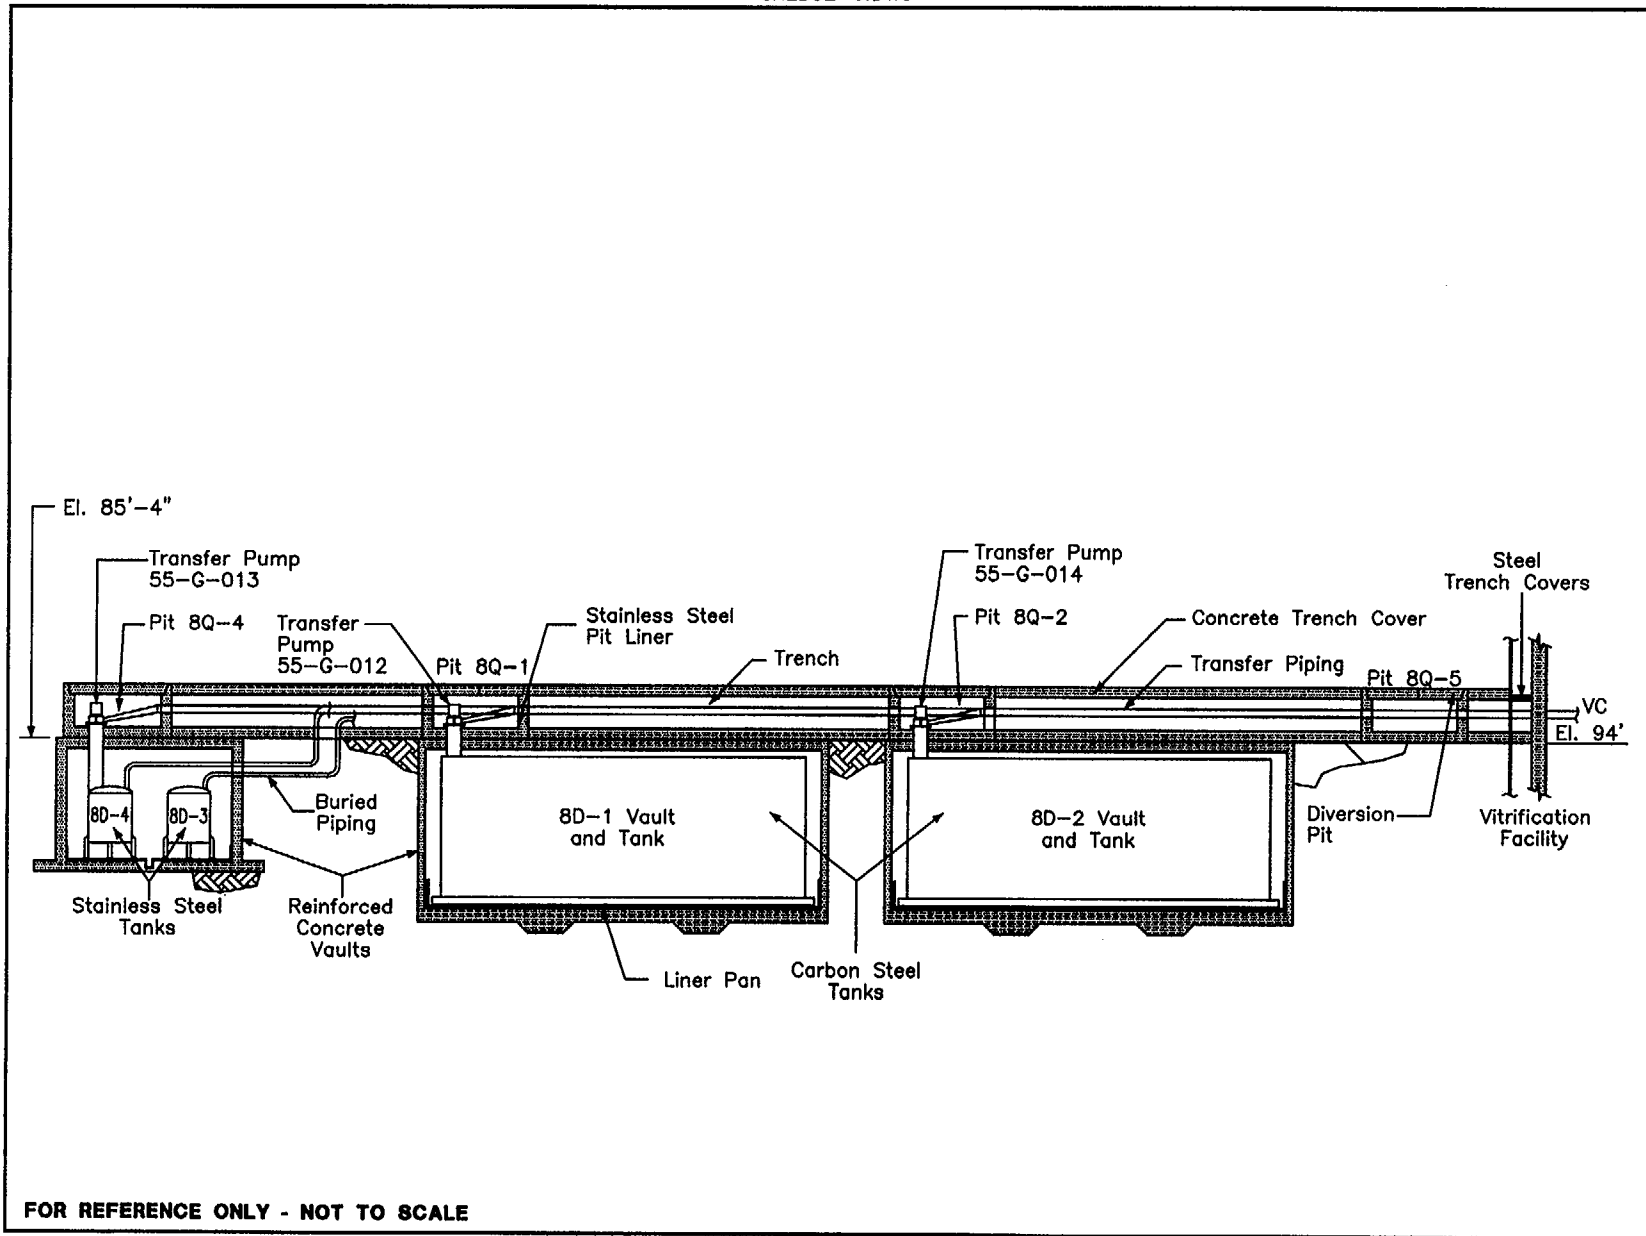 El. 85'-4"
Transfer Pump
55-G-013
Pit 8Q-4
Transfer
Pump
55-G-012
Pit 8Q-1
Stainless Steel
Pit Liner
Trench
Transfer Pump
55-G-014
Pit 8Q-2
Concrete Trench Cover
Transfer Piping
Pit 8Q-5
Steel
Trench Covers
VC
El. 94'
8D-4
8D-3
Buried
Piping
8D-1 Vault
and Tank
8D-2 Vault
and Tank
Diversion
Pit
Vitrification
Facility
Stainless Steel
Tanks
Reinforced
Concrete
Vaults
Liner Pan
Carbon Steel
Tanks
FOR REFERENCE ONLY - NOT TO SCALE